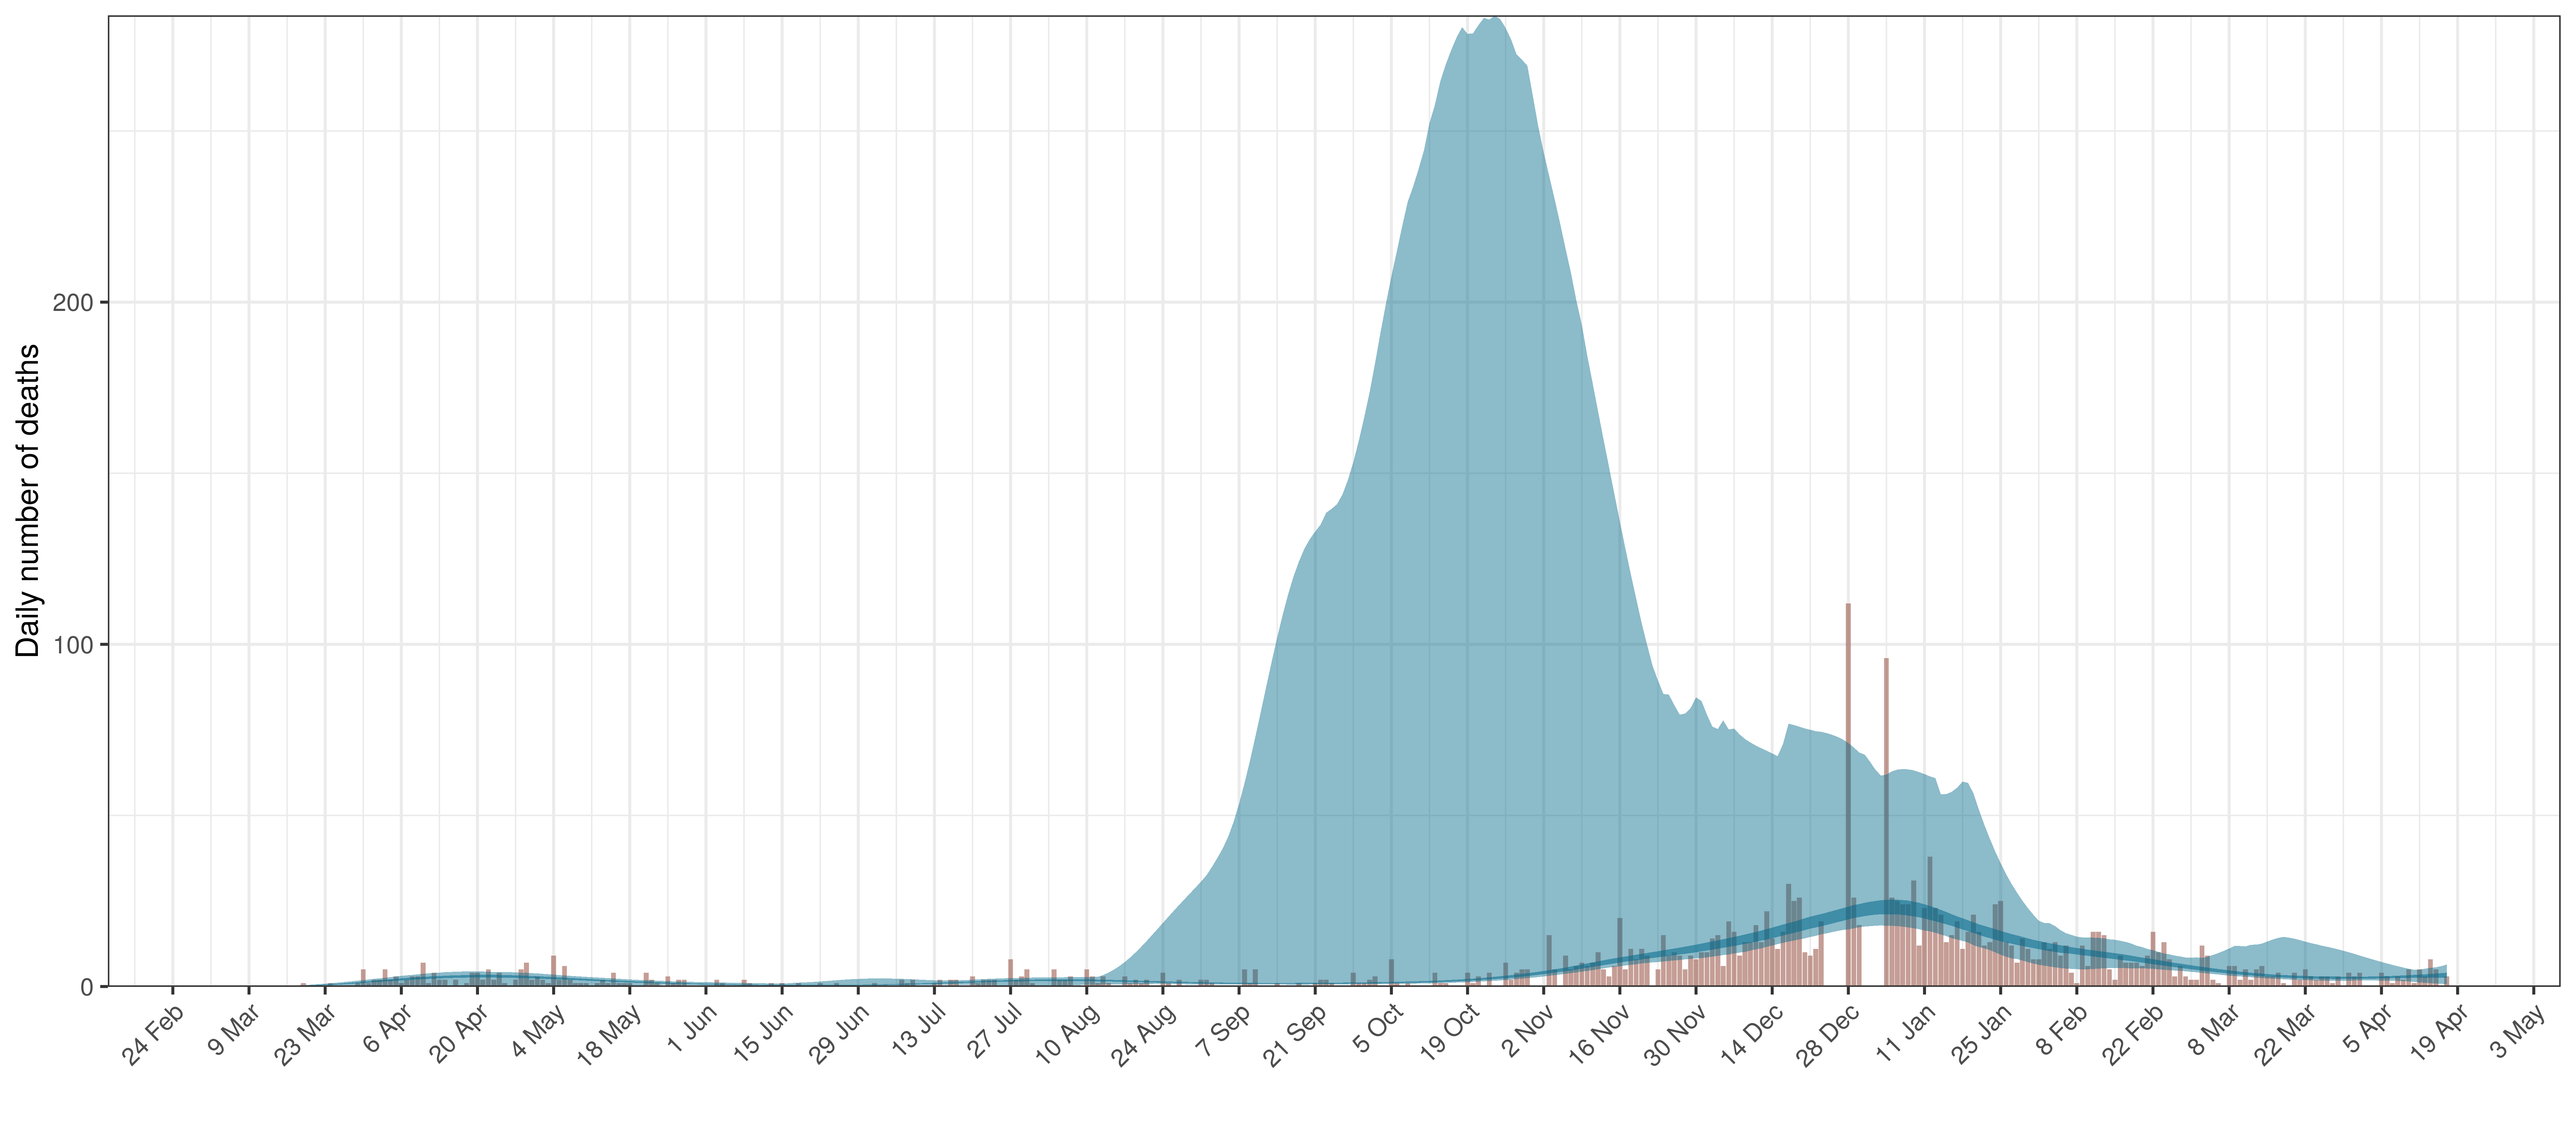 Daily number of deaths
200
100
0
24 Feb
9 Mar
23 Mar
6 Apr
20 Apr
4 May
18 May
1 Jun
15 Jun
29 Jun
13 Jul
27 Jul
10 Aug
24 Aug
7 Sep
21 Sep
5 Oct
19 Oct
2 Nov
16 Nov
30 Nov
14 Dec
28 Dec
11 Jan
25 Jan
8 Feb
22 Feb
8 Mar
22 Mar
5 Apr
19 Apr
3 May